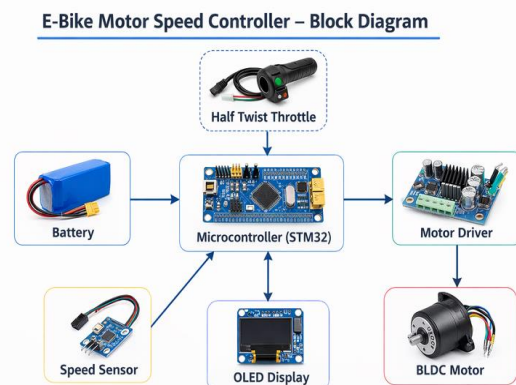 E-Bike Motor Speed Controller – Block Diagram
Half Twist Throttle
Battery
Microcontroller (STM32)
Motor Driver
Speed Sensor
OLED Display
BLDC Motor